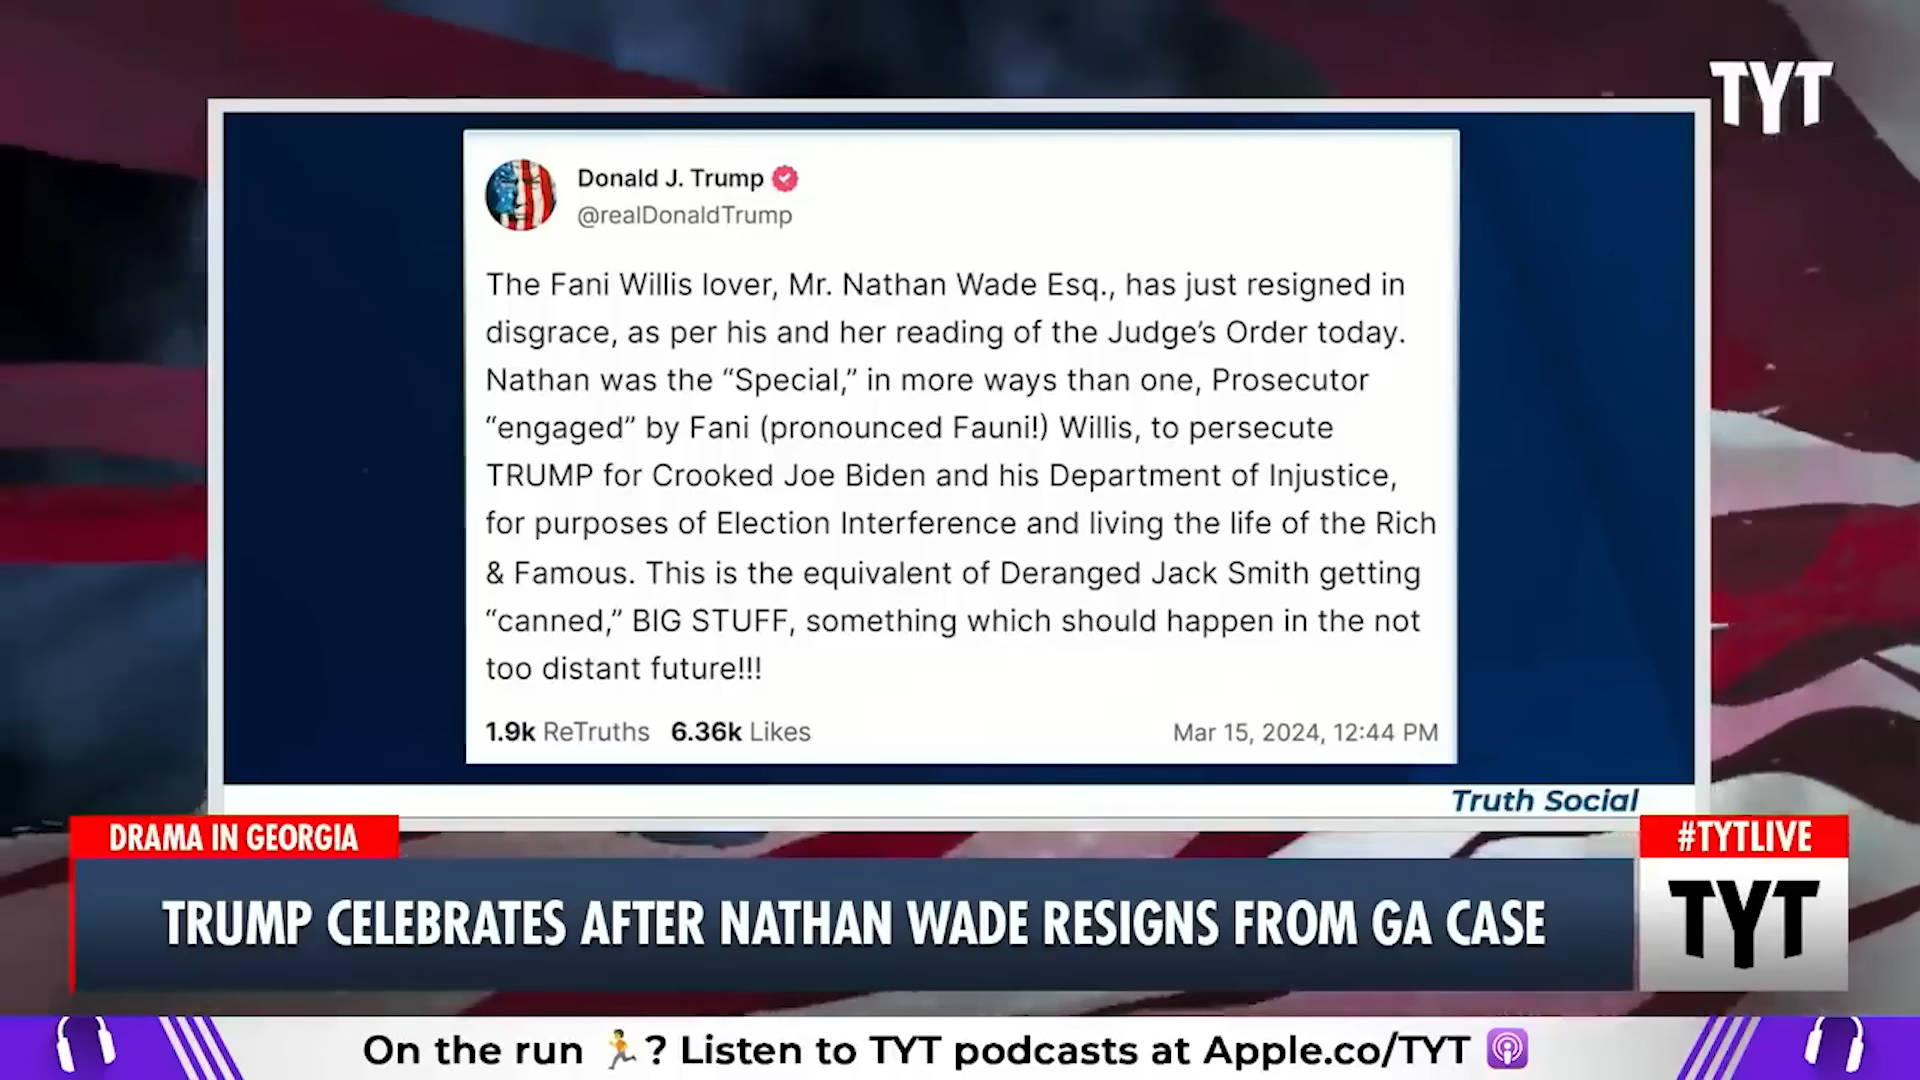 TYT
Donald J. Trump
@realDonaldTrump
The Fani Willis lover, Mr. Nathan Wade Esq., has just resigned in
disgrace, as per his and her reading of the Judge’s Order today.
Nathan was the “Special,” in more ways than one, Prosecutor
“engaged” by Fani (pronounced Fauni!) Willis, to persecute
TRUMP for Crooked Joe Biden and his Department of Injustice,
for purposes of Election Interference and living the life of the Rich
& Famous. This is the equivalent of Deranged Jack Smith getting
“canned,” BIG STUFF, something which should happen in the not
too distant future!!!
1.9k ReTruths 6.36k Likes Mar 15, 2024, 12:44 PM
Truth Social
DRAMA IN GEORGIA
#TYTLIVE
TRUMP CELEBRATES AFTER NATHAN WADE RESIGNS FROM GA CASE
TYT
On the run 🏃? Listen to TYT podcasts at Apple.co/TYT